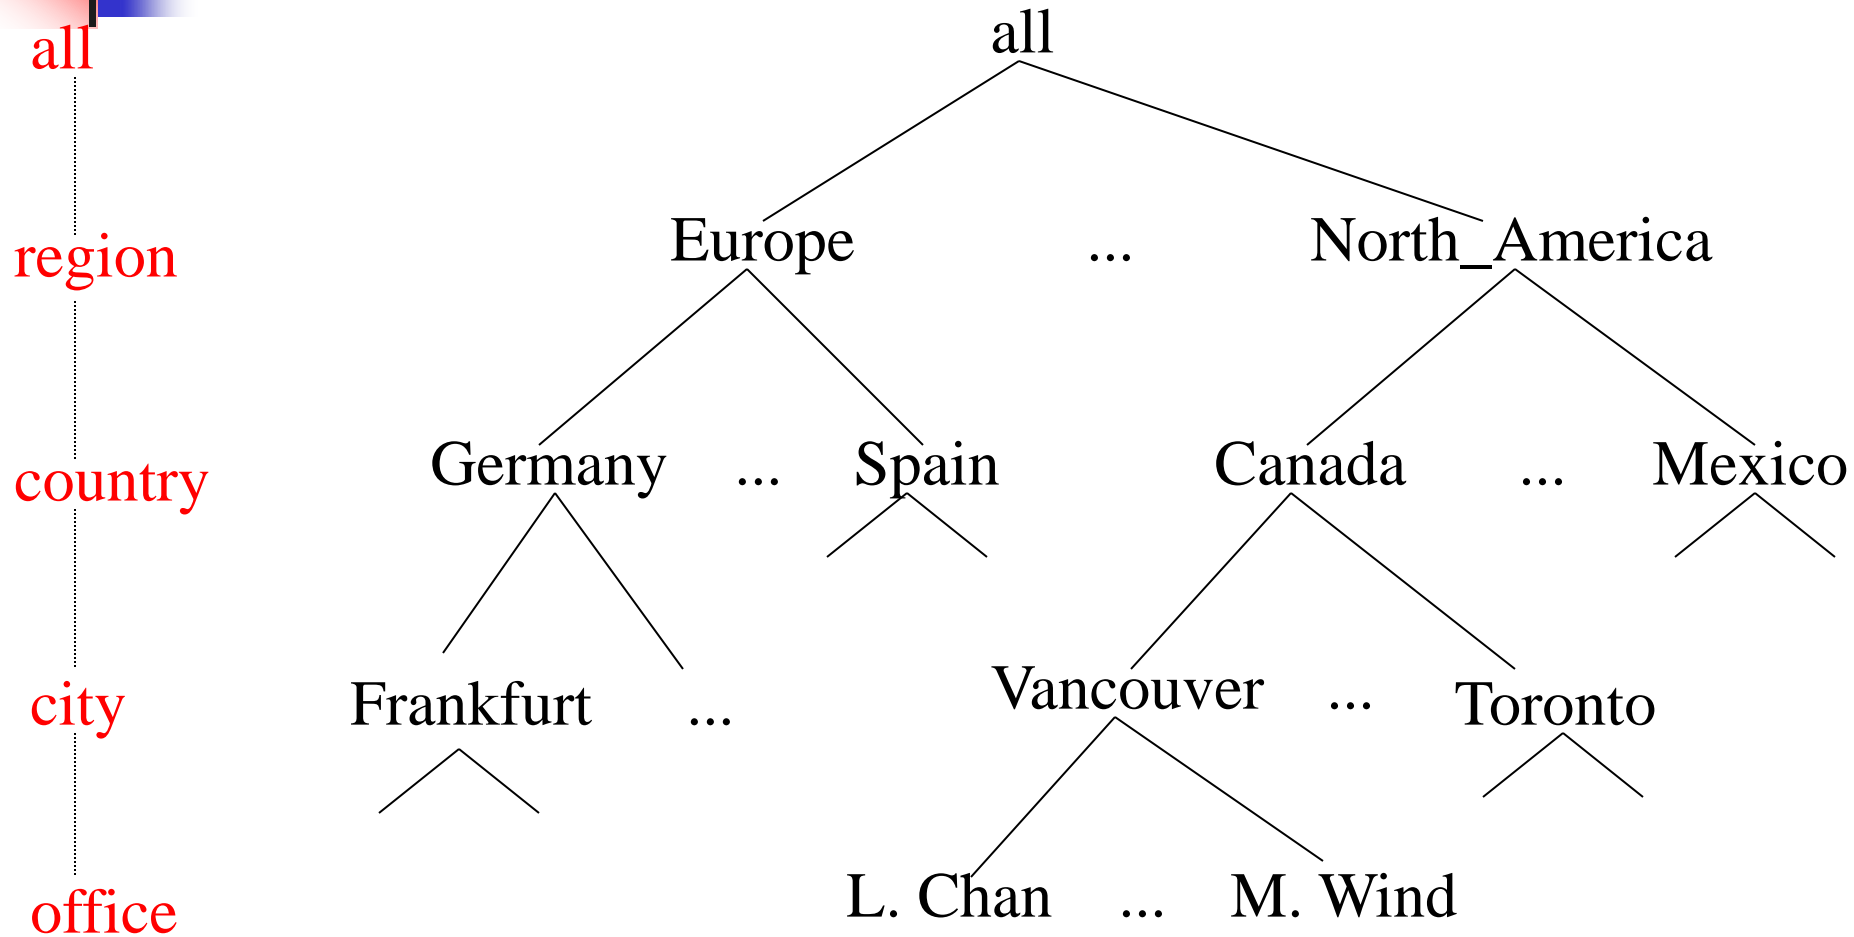 all
all
region
Europe ... North_America
country
Germany ... Spain Canada ... Mexico
city
Frankfurt ... Vancouver ... Toronto
office
L. Chan ... M. Wind